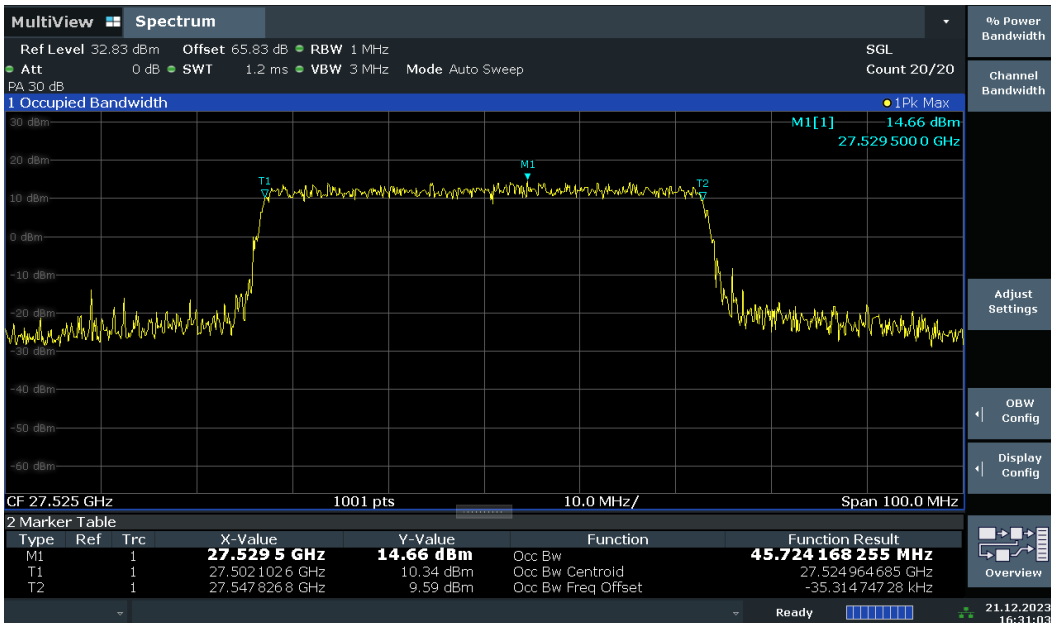 MultiView Spectrum
Ref Level 32.83 dBm Offset 65.83 dB RBW 1 MHz SGL
Att 0 dB SWT 1.2 ms VBW 3 MHz Mode Auto Sweep Count 20/20
PA 30 dB
1 Occupied Bandwidth 1Pk Max
30 dBm
M1[1] 14.66 dBm
27.529 500 0 GHz
20 dBm
M1
T1
T2
10 dBm
0 dBm
-10 dBm
-20 dBm
-30 dBm
-40 dBm
-50 dBm
-60 dBm
CF 27.525 GHz 1001 pts 10.0 MHz/ Span 100.0 MHz
2 Marker Table
Type Ref Trc X-Value Y-Value Function Function Result
M1 1 27.529 5 GHz 14.66 dBm Occ Bw 45.724 168 255 MHz
T1 1 27.502 102 6 GHz 10.34 dBm Occ Bw Centroid 27.524 964 685 GHz
T2 1 27.547 826 8 GHz 9.59 dBm Occ Bw Freq Offset -35.314 747 28 kHz
Ready
21.12.2023
16:31:03
% Power
Bandwidth
Channel
Bandwidth
Adjust
Settings
OBW
Config
Display
Config
Overview